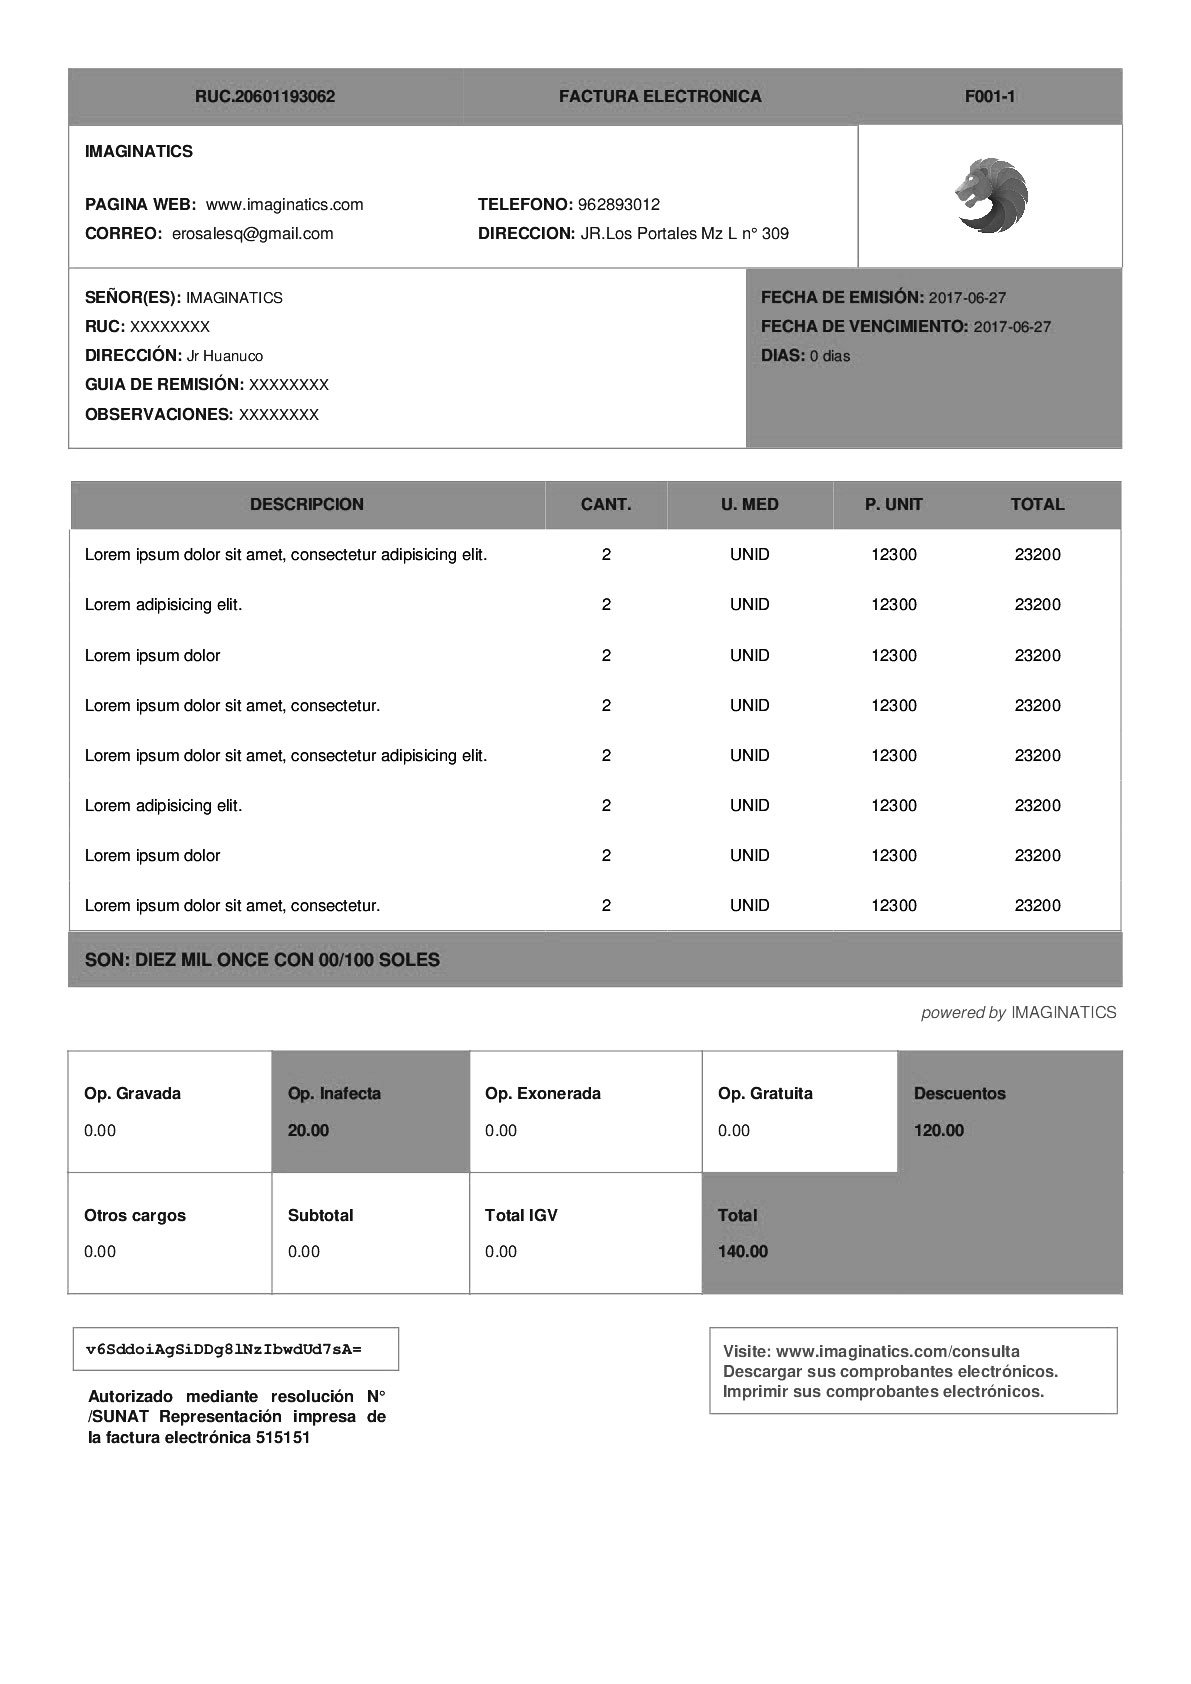 RUC.20601193062 FACTURA ELECTRONICA F001-1
IMAGINATICS
PAGINA WEB: www.imaginatics.com TELEFONO: 962893012
CORREO: erosalesq@gmail.com DIRECCION: JR.Los Portales Mz L n° 309
SEÑOR(ES): IMAGINATICS FECHA DE EMISIÓN: 2017-06-27
RUC: XXXXXXXX FECHA DE VENCIMIENTO: 2017-06-27
DIRECCIÓN: Jr Huanuco DIAS: 0 dias
GUIA DE REMISIÓN: XXXXXXXX
OBSERVACIONES: XXXXXXXX
DESCRIPCION CANT. U. MED P. UNIT TOTAL
Lorem ipsum dolor sit amet, consectetur adipisicing elit. 2 UNID 12300 23200
Lorem adipisicing elit. 2 UNID 12300 23200
Lorem ipsum dolor 2 UNID 12300 23200
Lorem ipsum dolor sit amet, consectetur. 2 UNID 12300 23200
Lorem ipsum dolor sit amet, consectetur adipisicing elit. 2 UNID 12300 23200
Lorem adipisicing elit. 2 UNID 12300 23200
Lorem ipsum dolor 2 UNID 12300 23200
Lorem ipsum dolor sit amet, consectetur. 2 UNID 12300 23200
SON: DIEZ MIL ONCE CON 00/100 SOLES
powered by IMAGINATICS
Op. Gravada Op. Inafecta Op. Exonerada Op. Gratuita Descuentos
0.00 20.00 0.00 0.00 120.00
Otros cargos Subtotal Total IGV Total
0.00 0.00 0.00 140.00
v6SddoiAgSiDDg8lNzIbwdUd7sA=
Autorizado mediante resolución N°
/SUNAT Representación impresa de
la factura electrónica 515151
Visite: www.imaginatics.com/consulta
Descargar sus comprobantes electrónicos.
Imprimir sus comprobantes electrónicos.